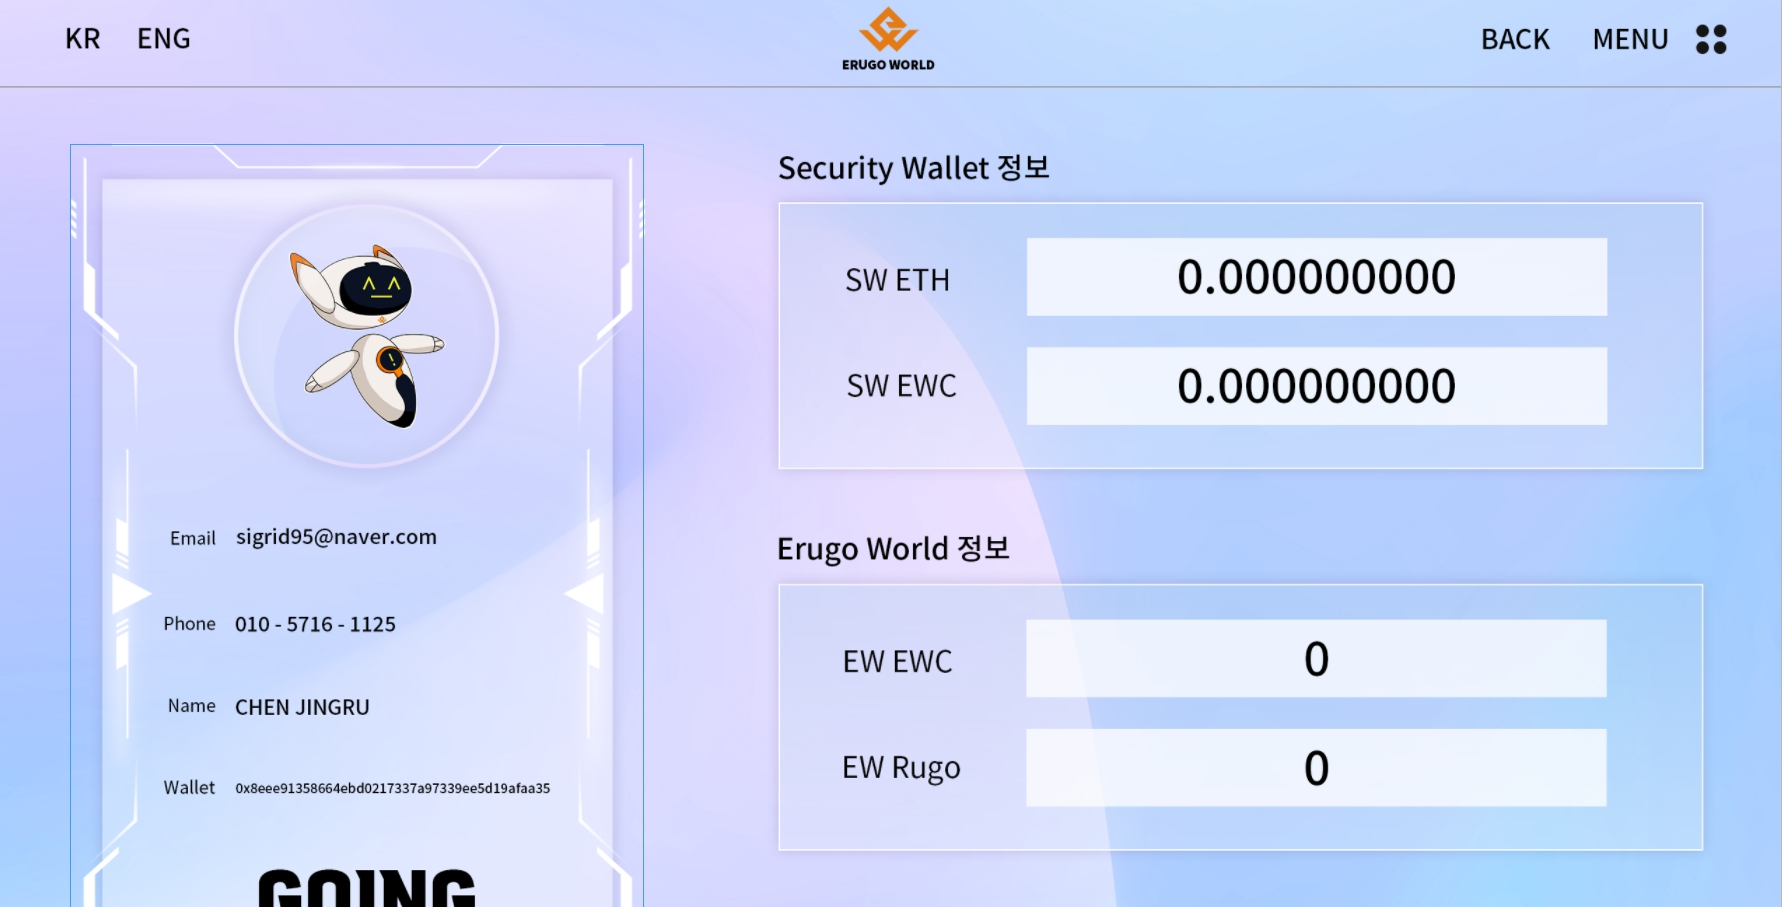 KR ENG
ERUGO WORLD
BACK MENU
Email sigrid95@naver.com
Phone 010 - 5716 - 1125
Name CHEN JINGRU
Wallet 0x8eee91358664ebd0217337a97339ee5d19afaa35
GOING
Security Wallet 정보
SW ETH 0.000000000
SW EWC 0.000000000
Erugo World 정보
EW EWC 0
EW Rugo 0